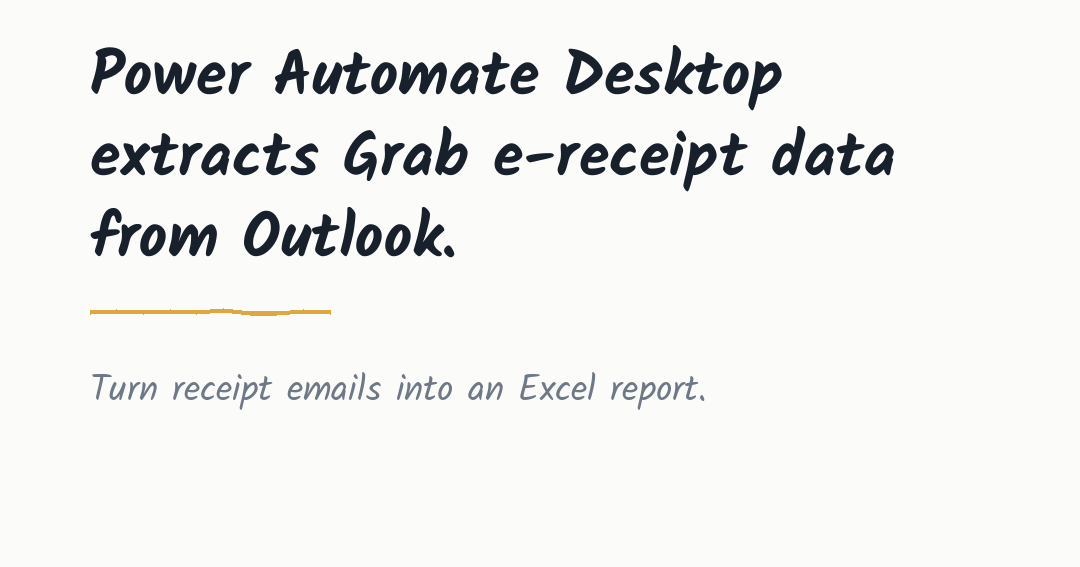 Power Automate Desktop
extracts Grab e-receipt data
from Outlook.
Turn receipt emails into an Excel report.